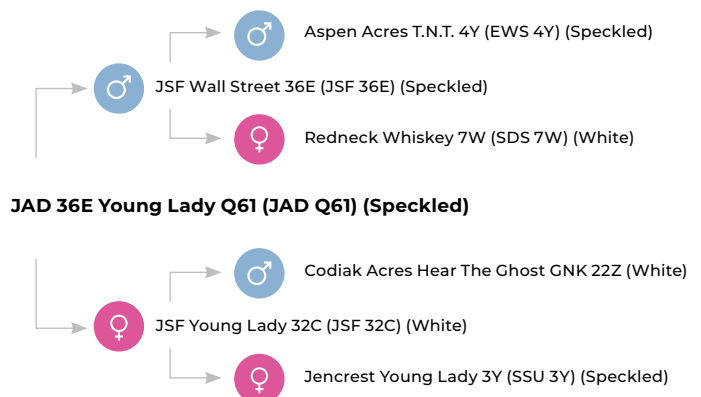 Aspen Acres T.N.T. 4Y (EWS 4Y) (Speckled)
JSF Wall Street 36E (JSF 36E) (Speckled)
Redneck Whiskey 7W (SDS 7W) (White)
JAD 36E Young Lady Q61 (JAD Q61) (Speckled)
Codiak Acres Hear The Ghost GNK 22Z (White)
JSF Young Lady 32C (JSF 32C) (White)
Jencrest Young Lady 3Y (SSU 3Y) (Speckled)